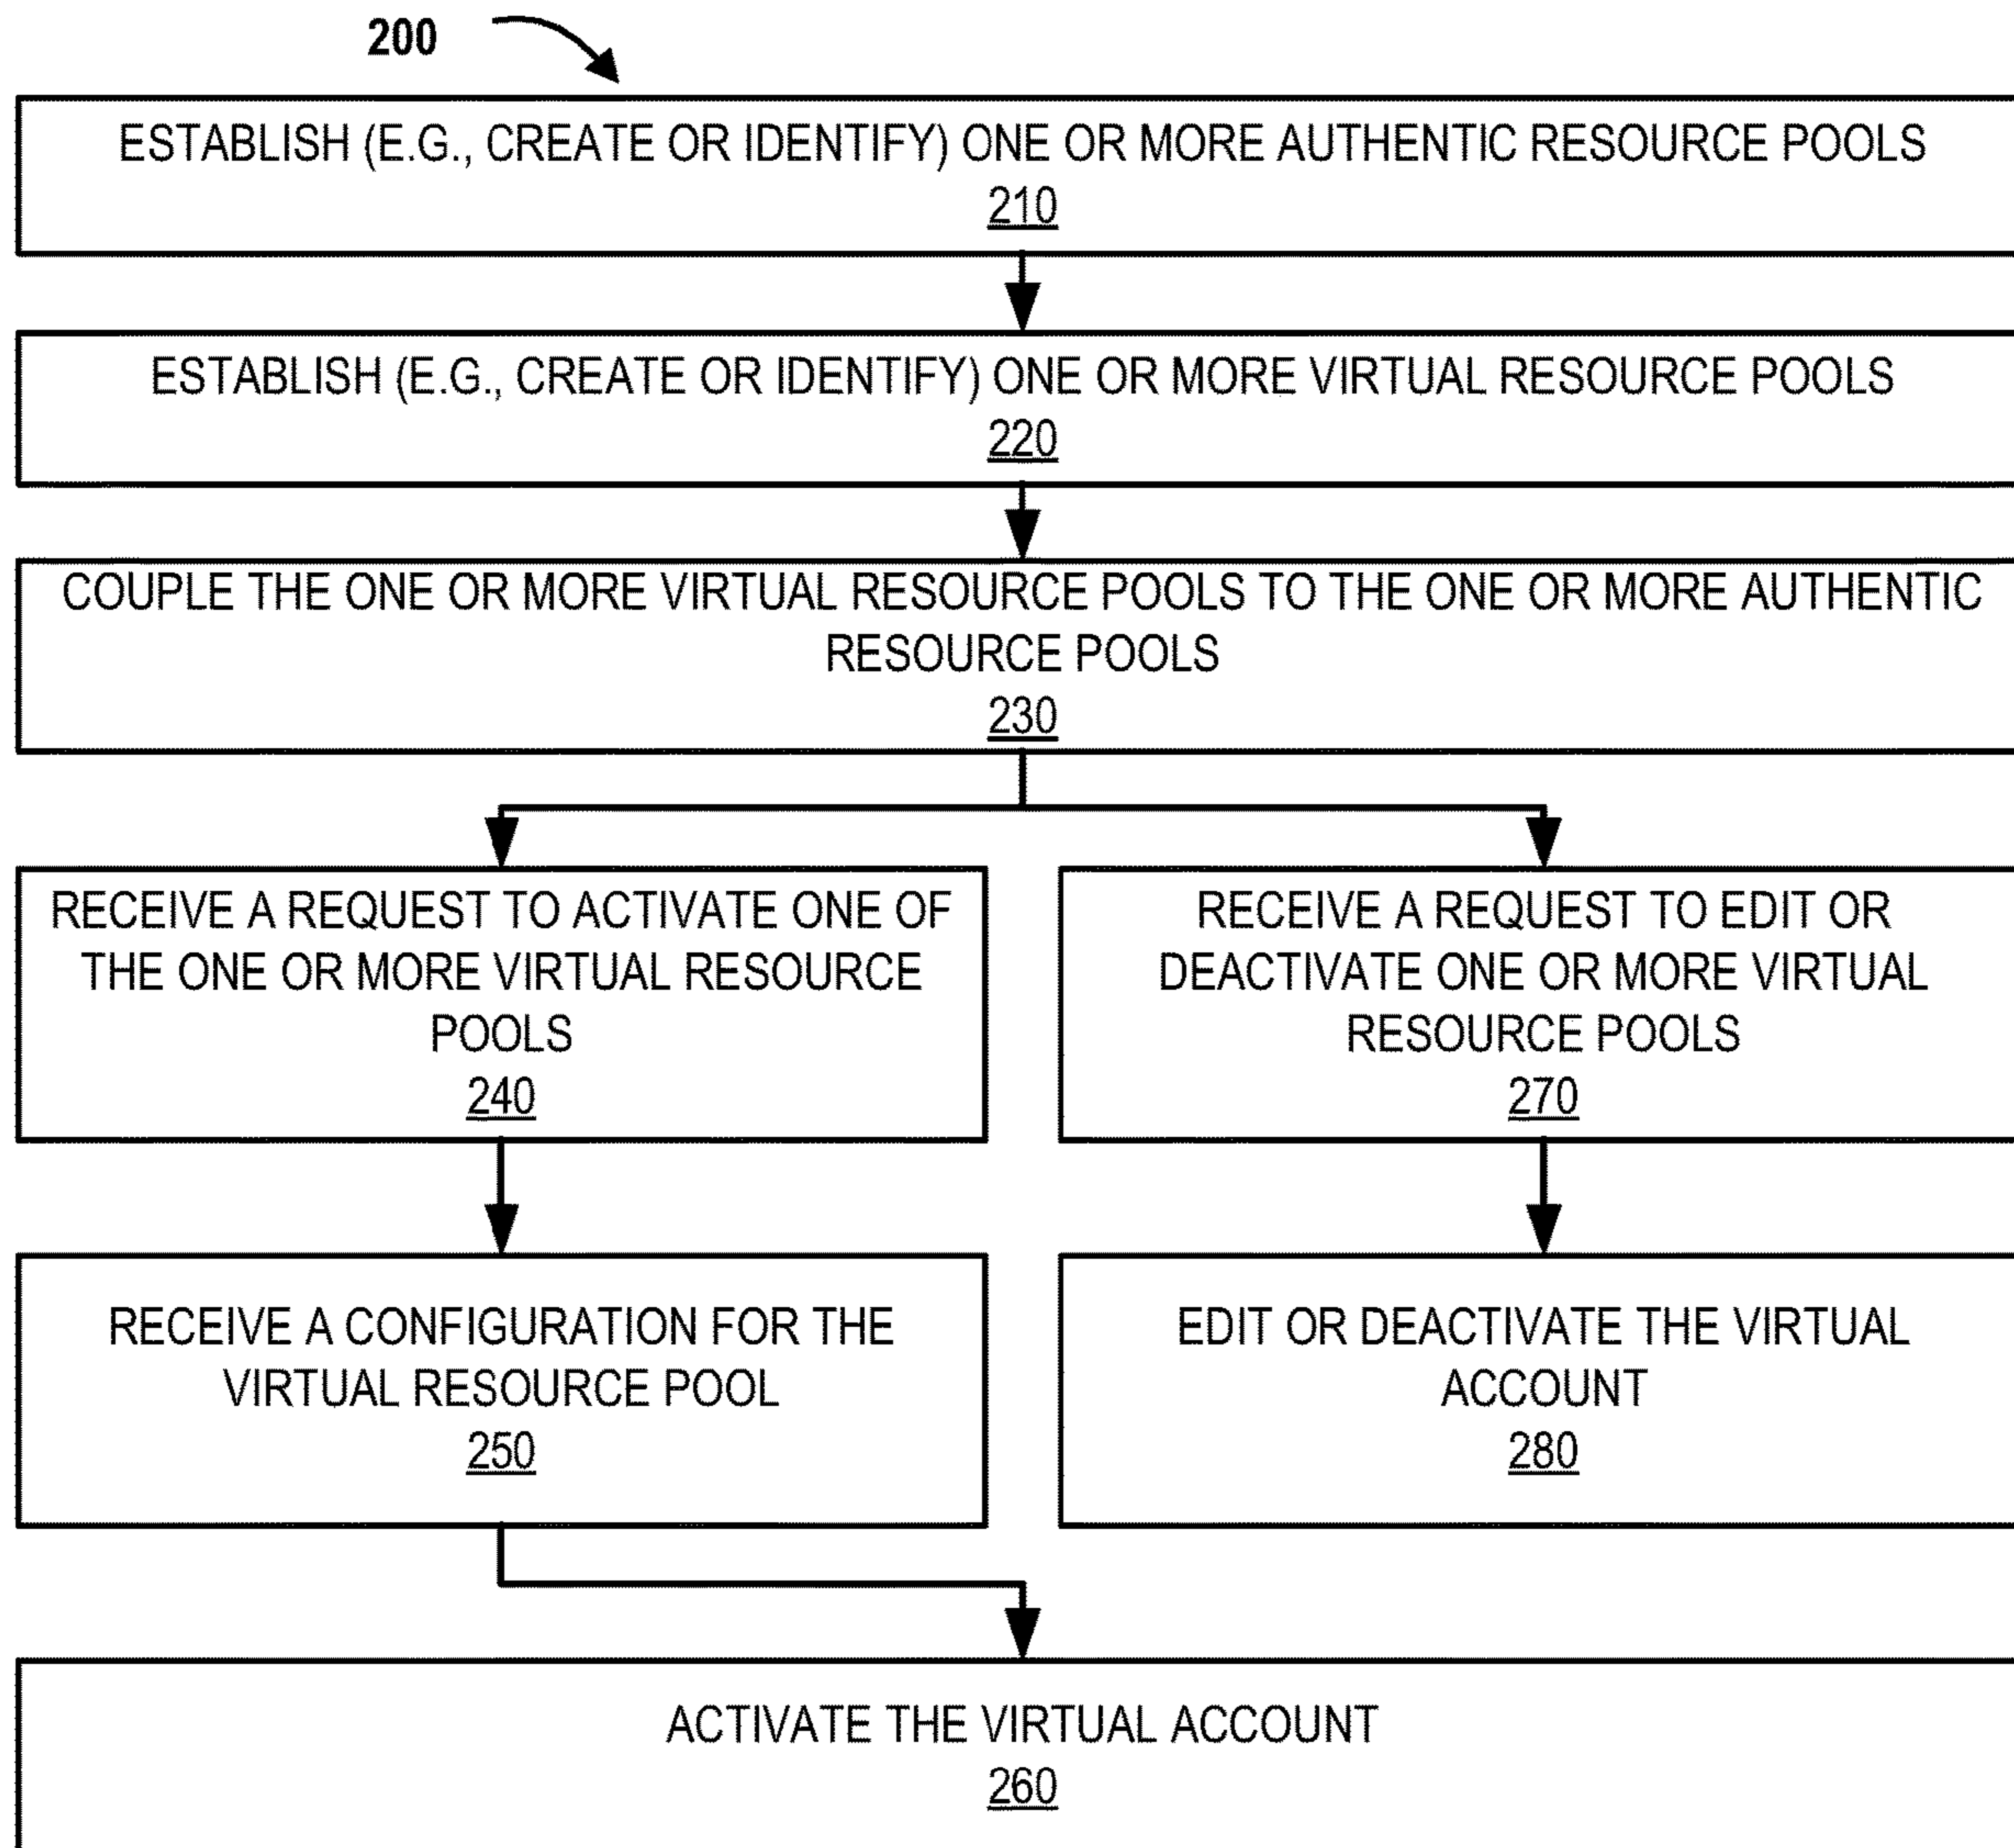 200
ESTABLISH (E.G., CREATE OR IDENTIFY) ONE OR MORE AUTHENTIC RESOURCE POOLS
210
ESTABLISH (E.G., CREATE OR IDENTIFY) ONE OR MORE VIRTUAL RESOURCE POOLS
220
COUPLE THE ONE OR MORE VIRTUAL RESOURCE POOLS TO THE ONE OR MORE AUTHENTIC
RESOURCE POOLS
230
RECEIVE A REQUEST TO ACTIVATE ONE OF
THE ONE OR MORE VIRTUAL RESOURCE
POOLS
240
RECEIVE A REQUEST TO EDIT OR
DEACTIVATE ONE OR MORE VIRTUAL
RESOURCE POOLS
270
RECEIVE A CONFIGURATION FOR THE
VIRTUAL RESOURCE POOL
250
EDIT OR DEACTIVATE THE VIRTUAL
ACCOUNT
280
ACTIVATE THE VIRTUAL ACCOUNT
260